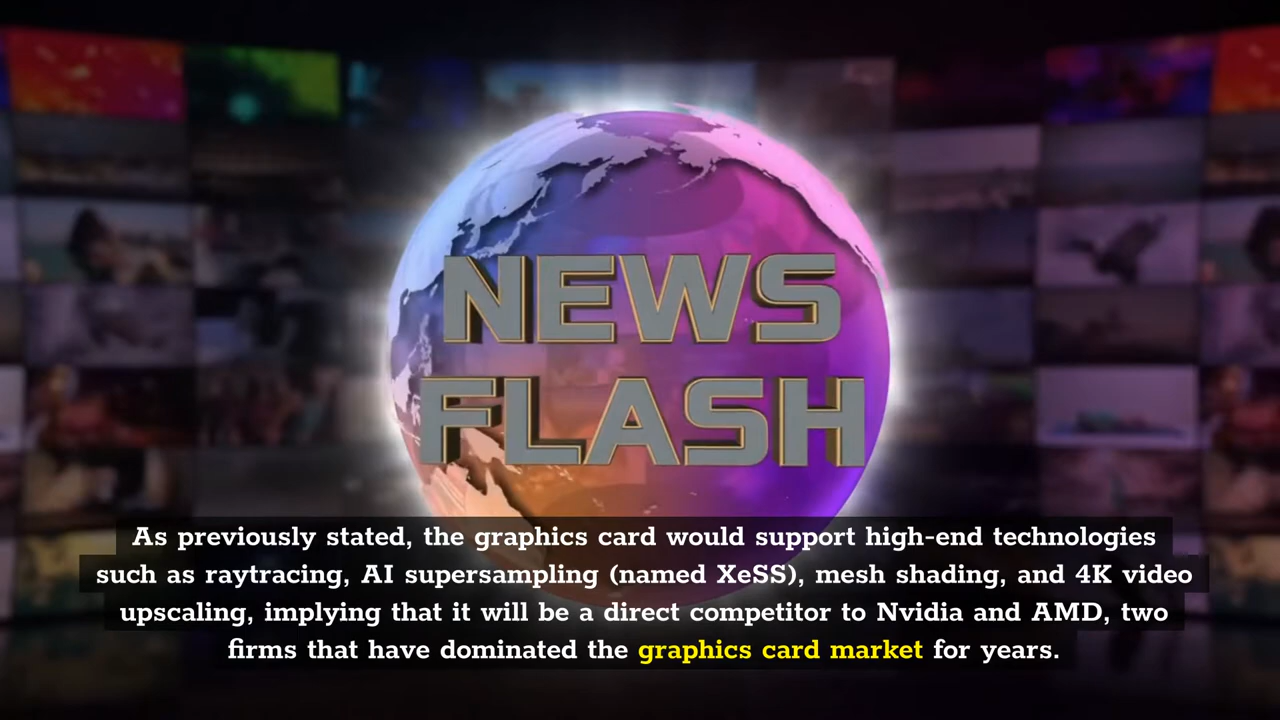 NEWS
FLASH
As previously stated, the graphics card would support high-end technologies
such as raytracing, AI supersampling (named XeSS), mesh shading, and 4K video
upscaling, implying that it will be a direct competitor to Nvidia and AMD, two
firms that have dominated the graphics card market for years.